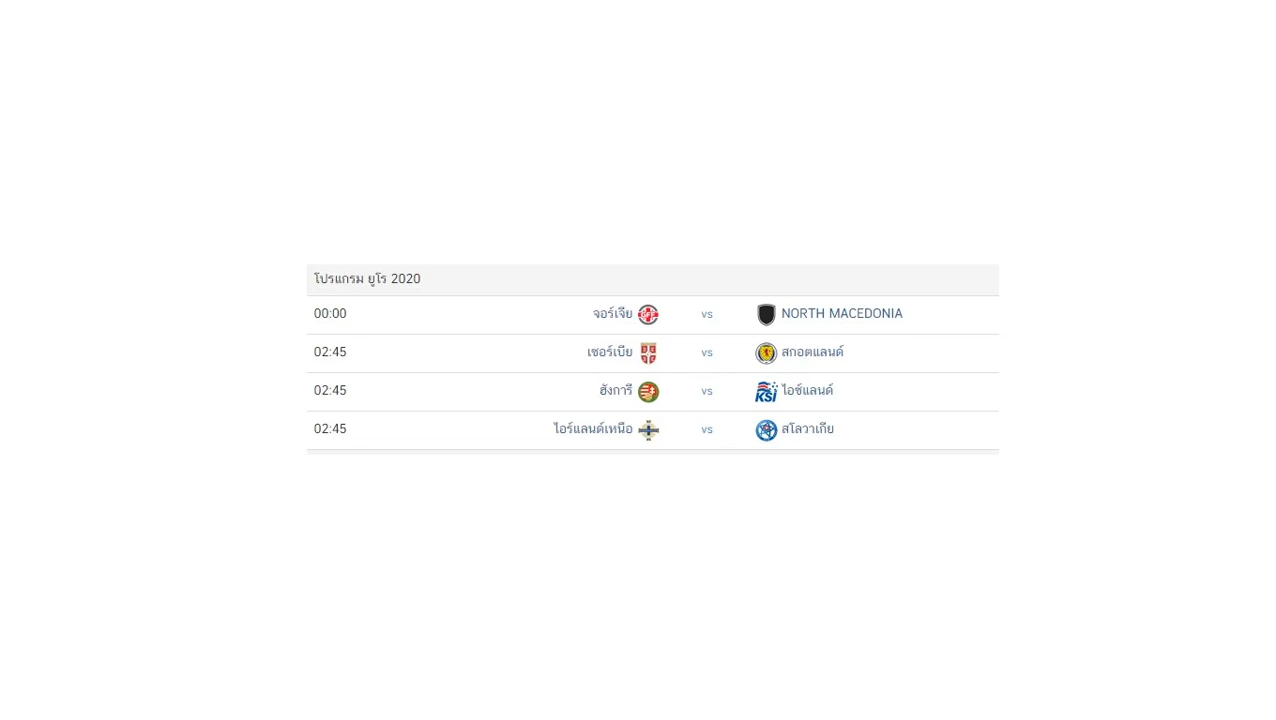 โปรแกรม ยูโร 2020
00:00 จอร์เจีย vs NORTH MACEDONIA
02:45 เซอร์เบีย vs สกอตแลนด์
02:45 ฮังการี vs KSI ไอซ์แลนด์
02:45 ไอร์แลนด์เหนือ vs สโลวาเกีย